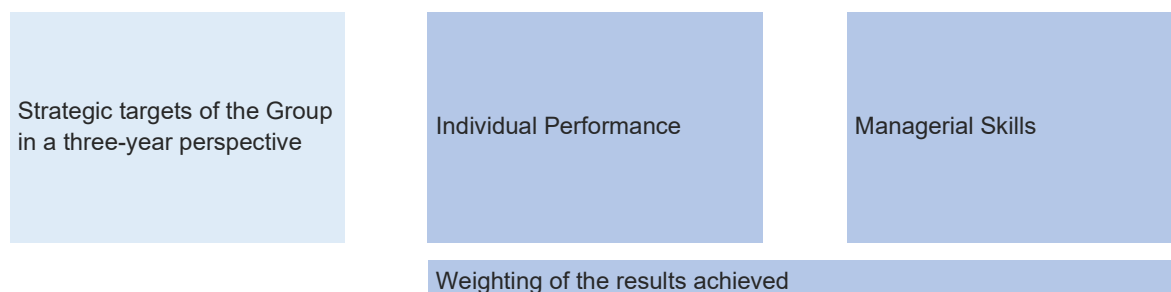 Strategic targets of the Group
in a three-year perspective
Individual Performance
Managerial Skills
Weighting of the results achieved